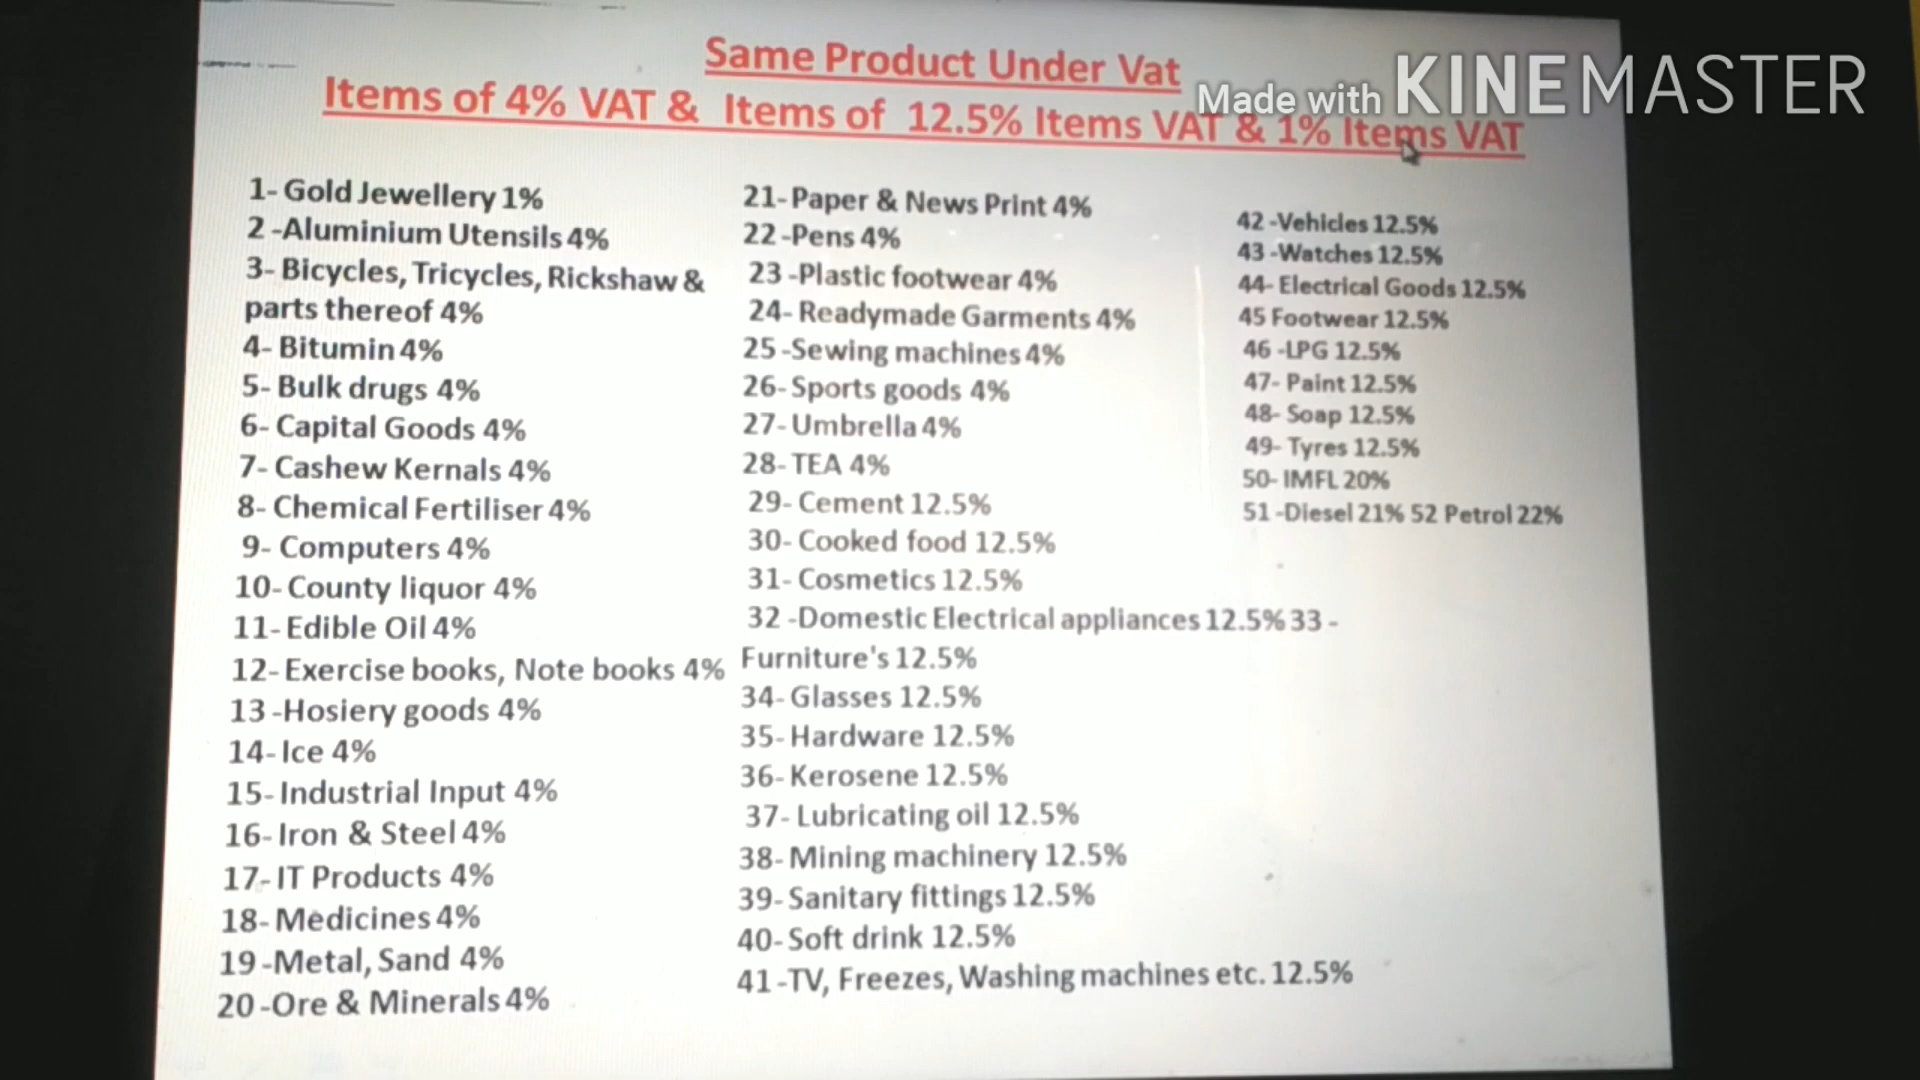 Same Product Under Vat
Items of 4% VAT & Items of 12.5% Items VAT & 1% Items VAT
Made with KINEMASTER
1- Gold Jewellery 1%
2 -Aluminium Utensils 4%
3- Bicycles, Tricycles, Rickshaw &
parts thereof 4%
4- Bitumin 4%
5- Bulk drugs 4%
6- Capital Goods 4%
7- Cashew Kernals 4%
8- Chemical Fertiliser 4%
9- Computers 4%
10- County liquor 4%
11- Edible Oil 4%
12- Exercise books, Note books 4%
13 -Hosiery goods 4%
14- Ice 4%
15- Industrial Input 4%
16- Iron & Steel 4%
17- IT Products 4%
18- Medicines 4%
19 -Metal, Sand 4%
20 -Ore & Minerals 4%
21- Paper & News Print 4%
22 -Pens 4%
23 -Plastic footwear 4%
24- Readymade Garments 4%
25 -Sewing machines 4%
26- Sports goods 4%
27- Umbrella 4%
28- TEA 4%
29- Cement 12.5%
30- Cooked food 12.5%
31- Cosmetics 12.5%
32 -Domestic Electrical appliances 12.5% 33 -
Furniture's 12.5%
34- Glasses 12.5%
35- Hardware 12.5%
36- Kerosene 12.5%
37- Lubricating oil 12.5%
38- Mining machinery 12.5%
39- Sanitary fittings 12.5%
40- Soft drink 12.5%
41 -TV, Freezes, Washing machines etc. 12.5%
42 -Vehicles 12.5%
43 -Watches 12.5%
44- Electrical Goods 12.5%
45 Footwear 12.5%
46 -LPG 12.5%
47- Paint 12.5%
48- Soap 12.5%
49- Tyres 12.5%
50- IMFL 20%
51 -Diesel 21% 52 Petrol 22%